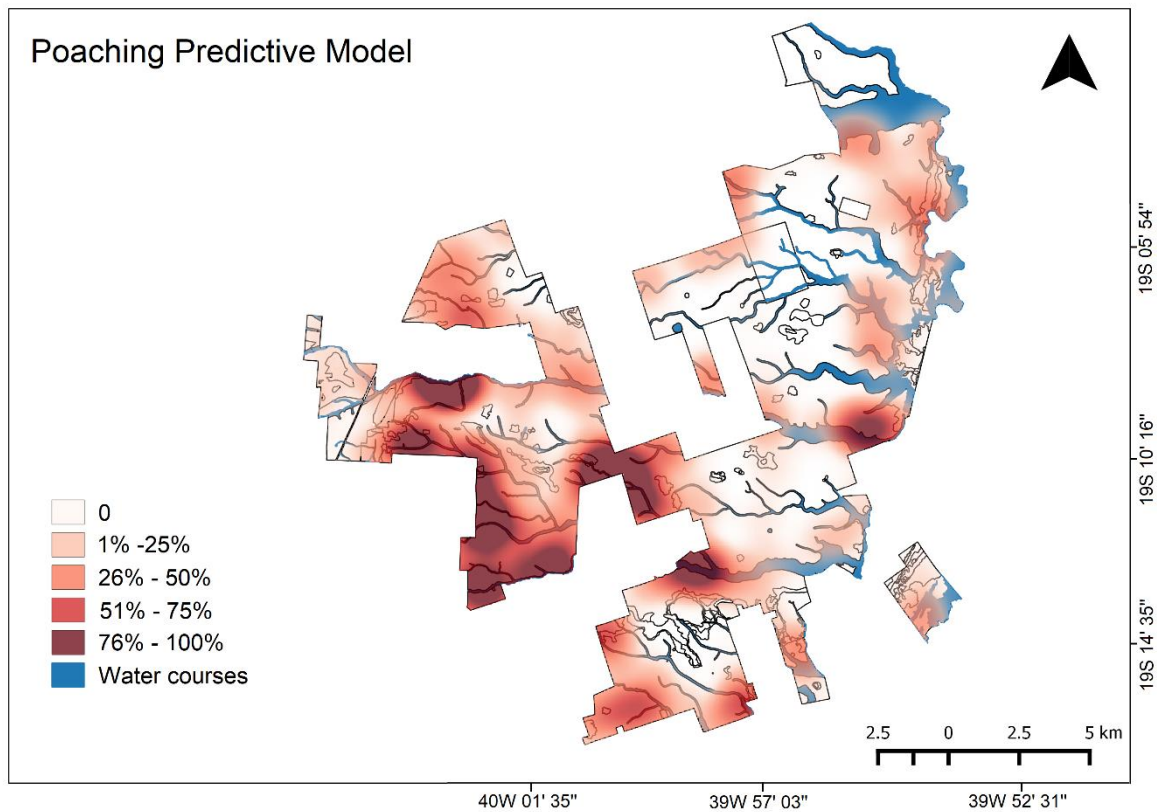 Poaching Predictive Model
19S 05' 54"
19S 10' 16"
19S 14' 35"
0
1% -25%
26% - 50%
51% - 75%
76% - 100%
Water courses
2.5 0 2.5 5 km
40W 01' 35" 39W 57' 03" 39W 52' 31"